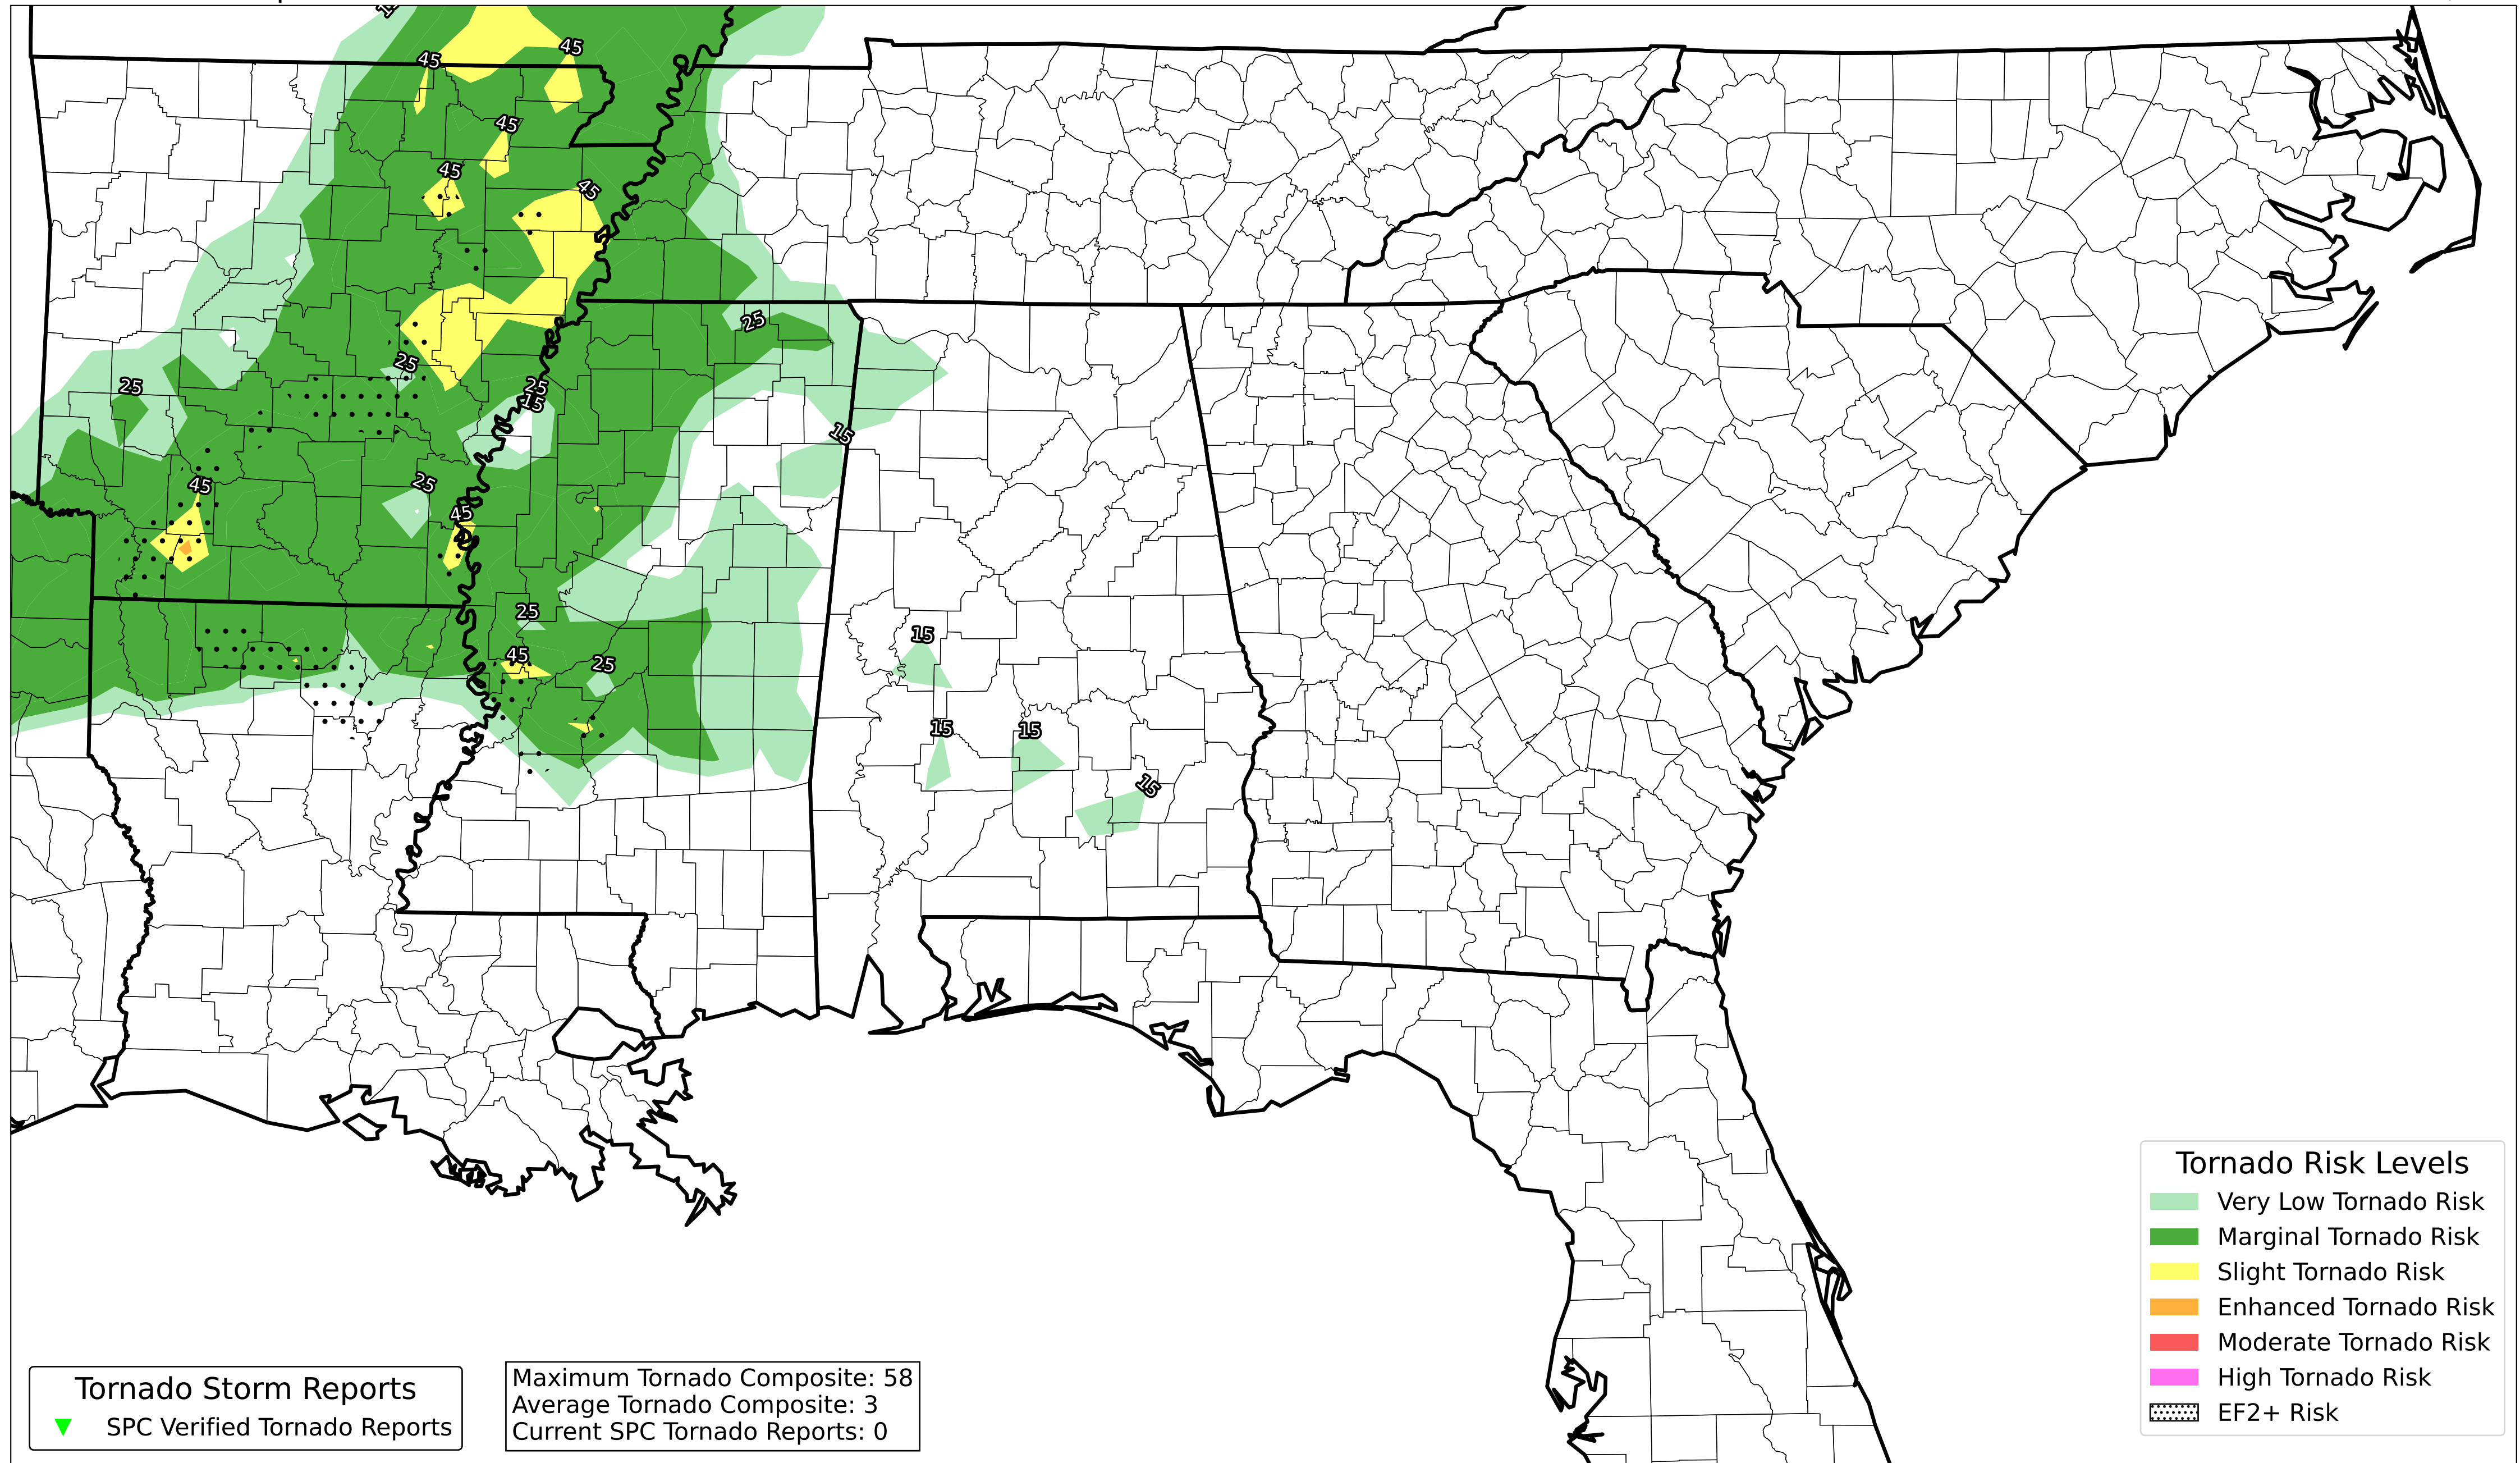 45
45
45
45
45
25
25
25
25
15
15
45
25
45
25
15
45
25
15
15
15
Tornado Risk Levels
Very Low Tornado Risk
Marginal Tornado Risk
Slight Tornado Risk
Enhanced Tornado Risk
Moderate Tornado Risk
High Tornado Risk
EF2+ Risk
Tornado Storm Reports
SPC Verified Tornado Reports
Maximum Tornado Composite: 58
Average Tornado Composite: 3
Current SPC Tornado Reports: 0